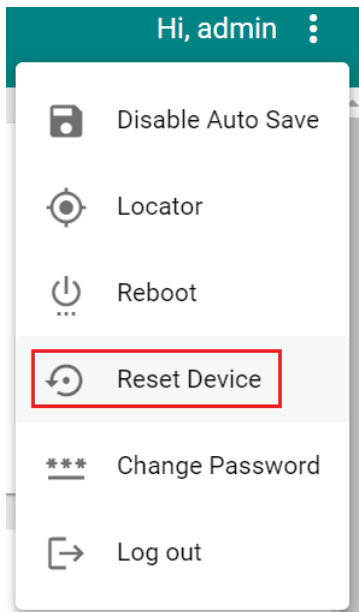 Hi, admin
Disable Auto Save
Locator
Reboot
Reset Device
Change Password
Log out